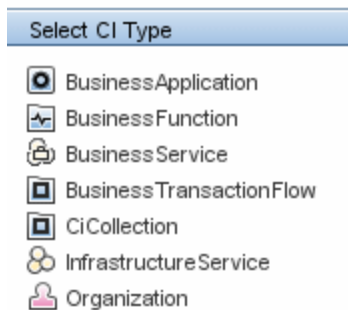 Select CI Type
BusinessApplication
BusinessFunction
BusinessService
BusinessTransactionFlow
CiCollection
InfrastructureService
Organization